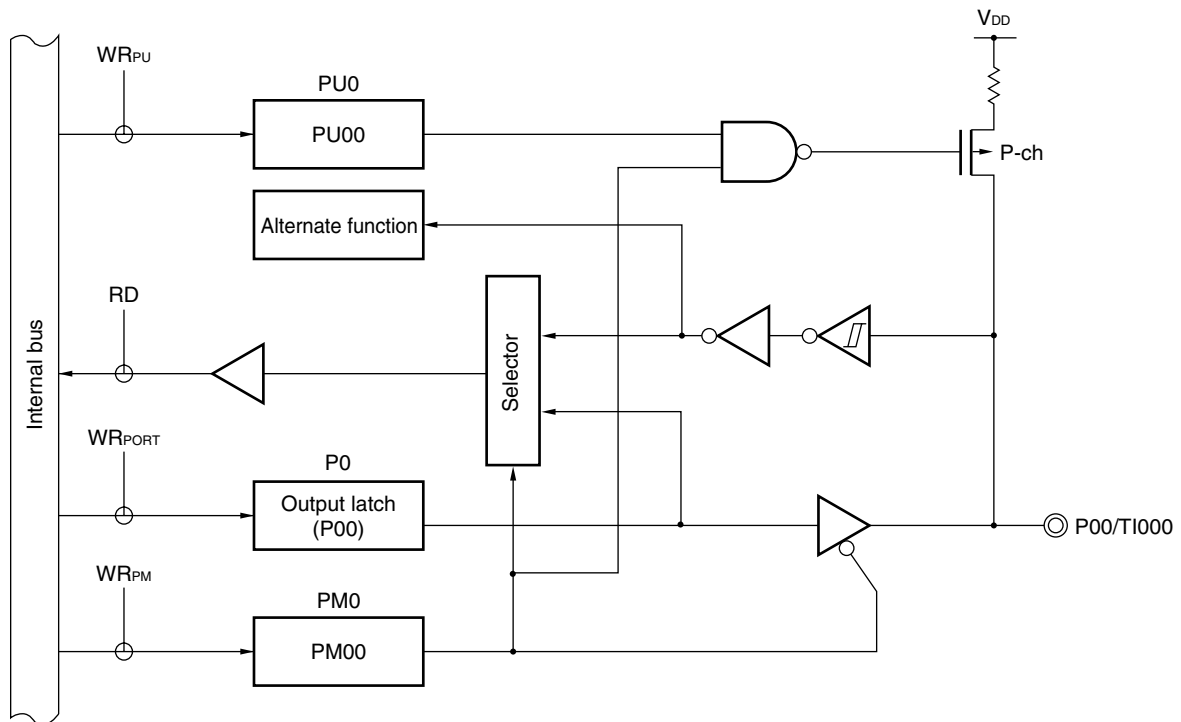 VDD
WRPU
PU0
PU00
P-ch
Alternate function
RD
Internal bus
Selector
WRPORT
P0
Output latch
(P00)
P00/TI000
WRPM
PM0
PM00